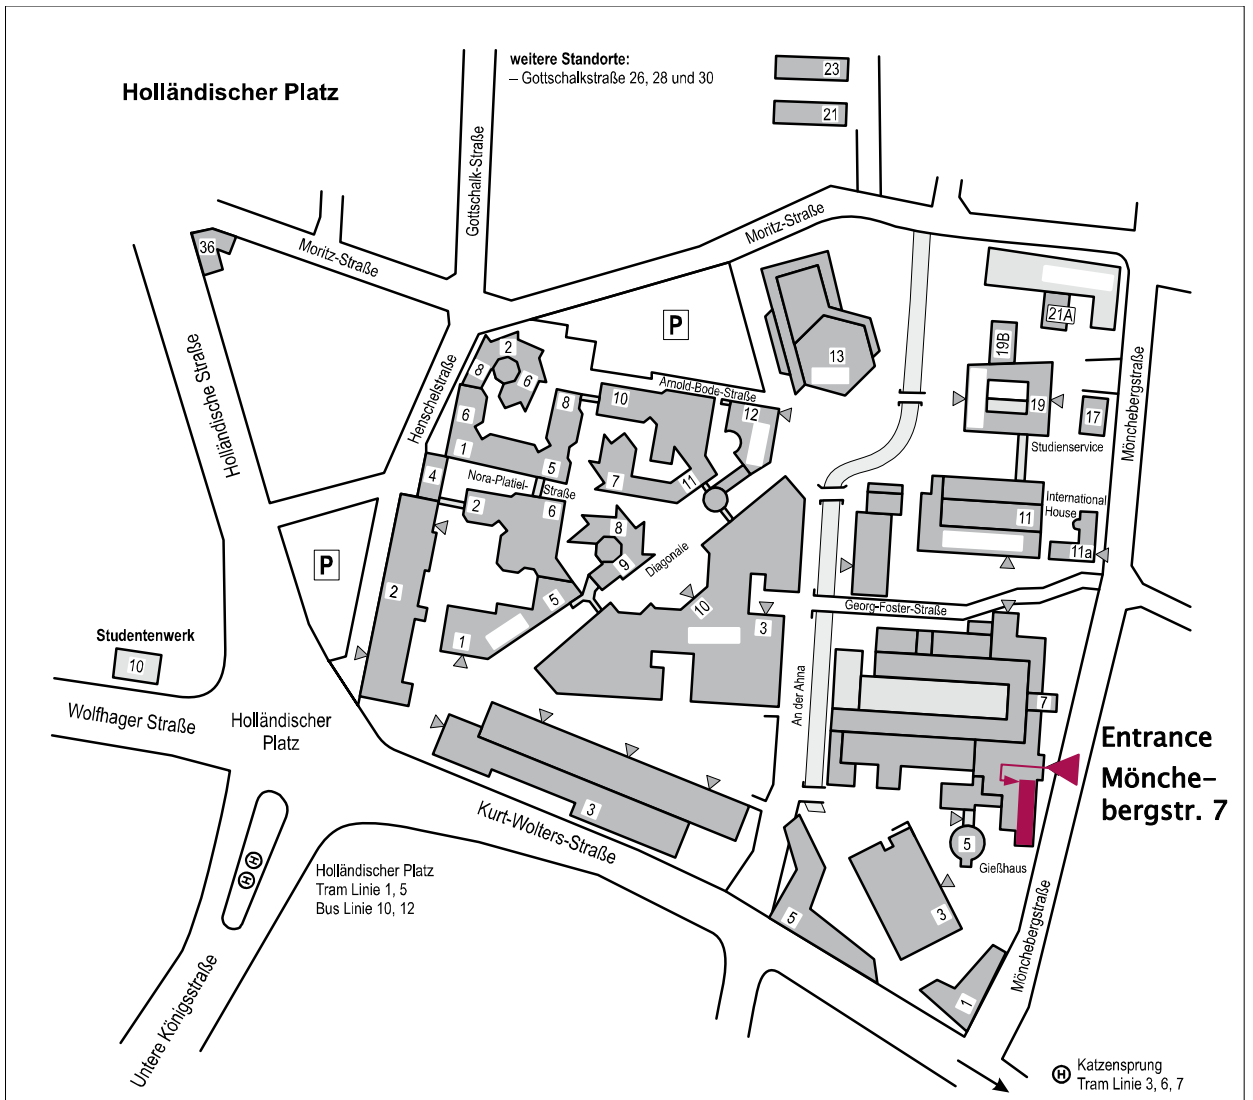 weitere Standorte:
– Gottschalkstraße 26, 28 und 30
23
Holländischer Platz
21
Gottschalk-Straße
Moritz-Straße
36
Moritz-Straße
21A
P
19B
2
13
8
6
Holländische Straße
Henschelstraße
Arnold-Bode-Straße
8
10
12
19
17
Mönchebergstraße
6
1
Studienservice
5
4
Nora-Platiel-
Straße
7
11
International
House
2
6
11
11a
8
P
9
Diagonale
2
5
10
3
Georg-Foster-Straße
1
Studentenwerk
10
An der Ahna
7
Wolfhager Straße
Holländischer
Platz
Entrance
Mönche-
bergstr. 7
3
Kurt-Wolters-Straße
5
Gießhaus
H H
Holländischer Platz
Tram Linie 1, 5
Bus Linie 10, 12
5
3
Mönchebergstraße
1
Untere Königsstraße
H
Katzensprung
Tram Linie 3, 6, 7